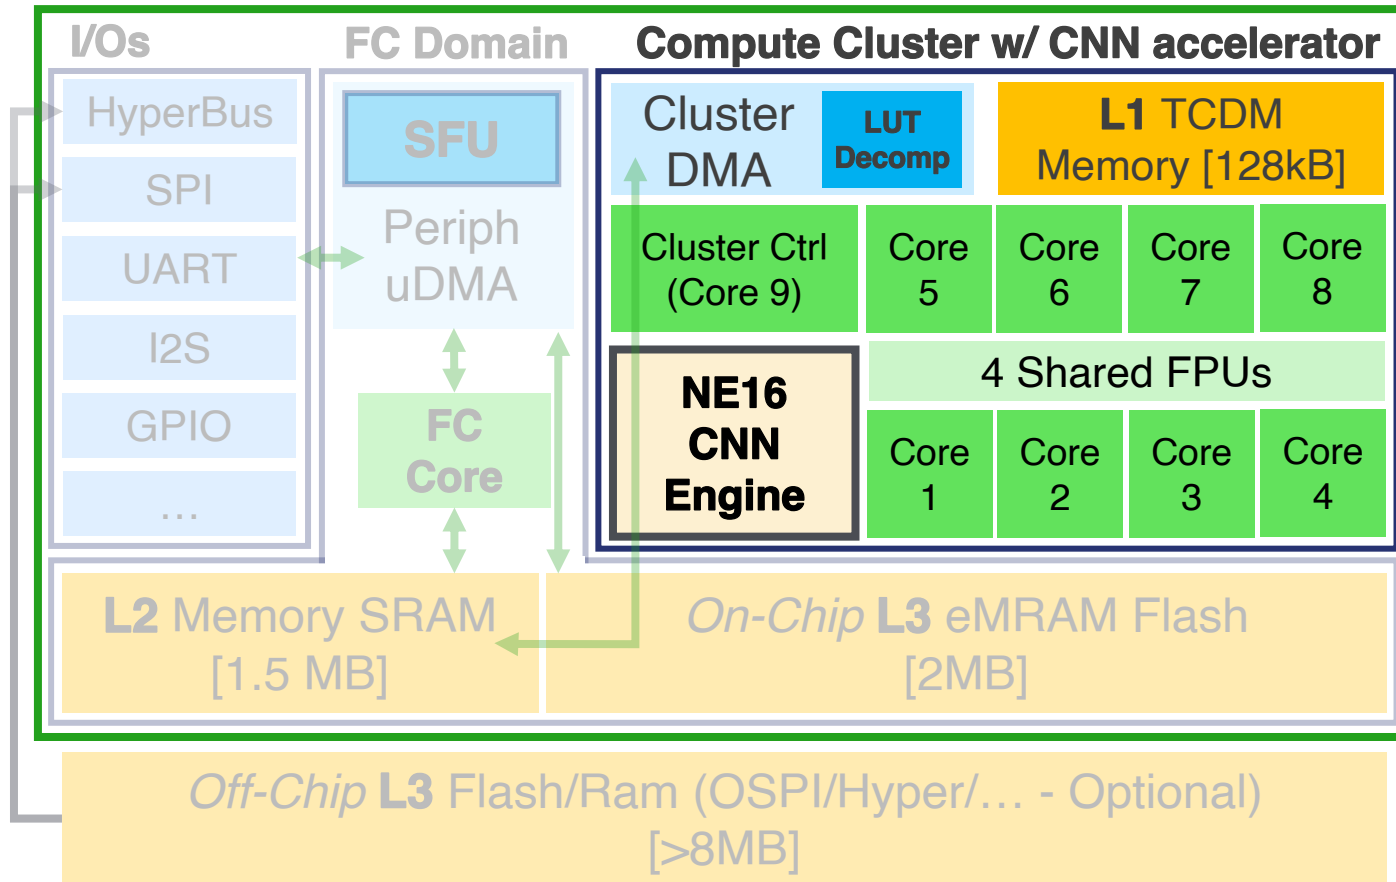 I/Os
HyperBus
SPI
UART
I2S
GPIO
…
FC Domain
SFU
Periph
uDMA
FC
Core
Compute Cluster w/ CNN accelerator
Cluster
DMA
LUT
Decomp
L1 TCDM
Memory [128kB]
Cluster Ctrl
(Core 9)
Core
5
Core
6
Core
7
Core
8
NE16
CNN
Engine
4 Shared FPUs
Core
1
Core
2
Core
3
Core
4
L2 Memory SRAM
[1.5 MB]
On-Chip L3 eMRAM Flash
[2MB]
Off-Chip L3 Flash/Ram (OSPI/Hyper/… - Optional)
[>8MB]